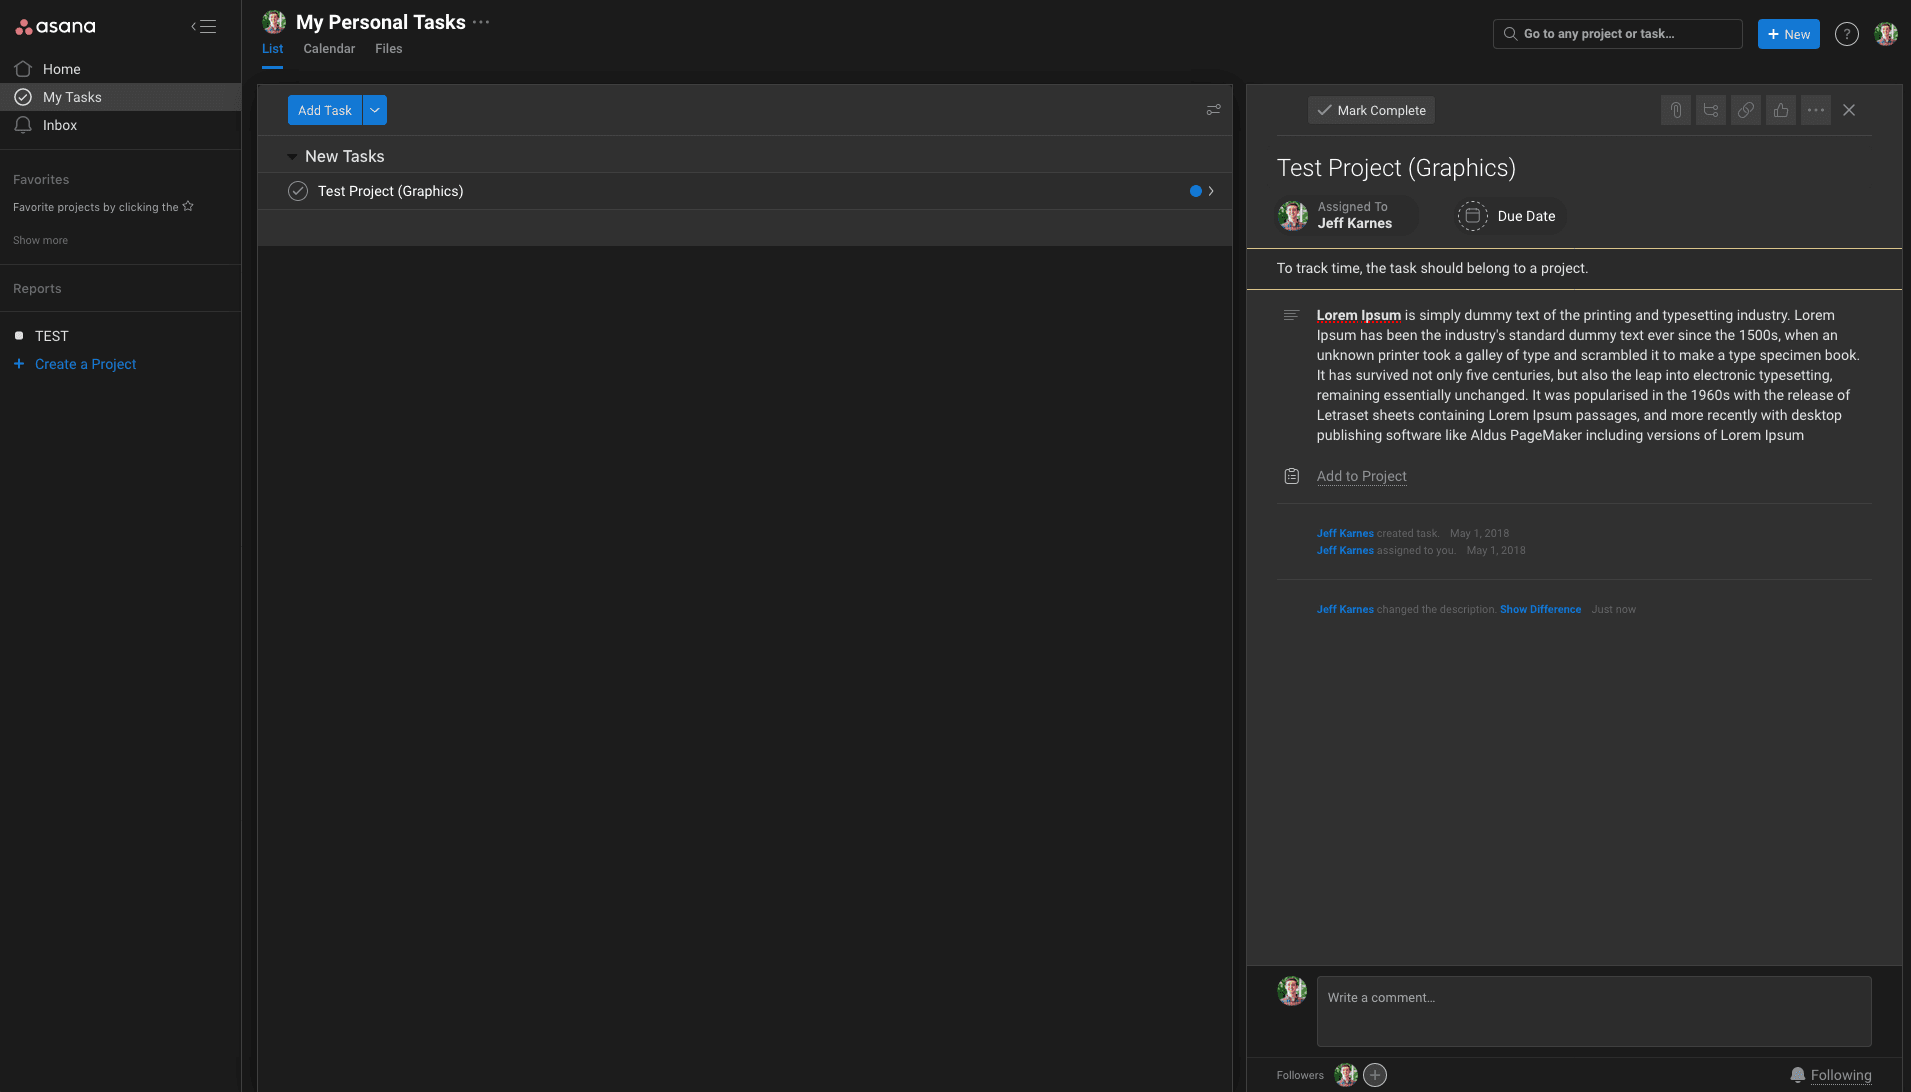 asana
Home
My Tasks
Inbox
Favorites
Favorite projects by clicking the
Show more
Reports
TEST
+ Create a Project
My Personal Tasks ...
List Calendar Files
Go to any project or task...
+ New
?
Add Task
New Tasks
Test Project (Graphics)
Mark Complete
Test Project (Graphics)
Assigned To
Jeff Karnes
Due Date
To track time, the task should belong to a project.
Lorem Ipsum is simply dummy text of the printing and typesetting industry. Lorem
Ipsum has been the industry's standard dummy text ever since the 1500s, when an
unknown printer took a galley of type and scrambled it to make a type specimen book.
It has survived not only five centuries, but also the leap into electronic typesetting,
remaining essentially unchanged. It was popularised in the 1960s with the release of
Letraset sheets containing Lorem Ipsum passages, and more recently with desktop
publishing software like Aldus PageMaker including versions of Lorem Ipsum
Add to Project
Jeff Karnes created task. May 1, 2018
Jeff Karnes assigned to you. May 1, 2018
Jeff Karnes changed the description. Show Difference Just now
Write a comment...
Followers
Following